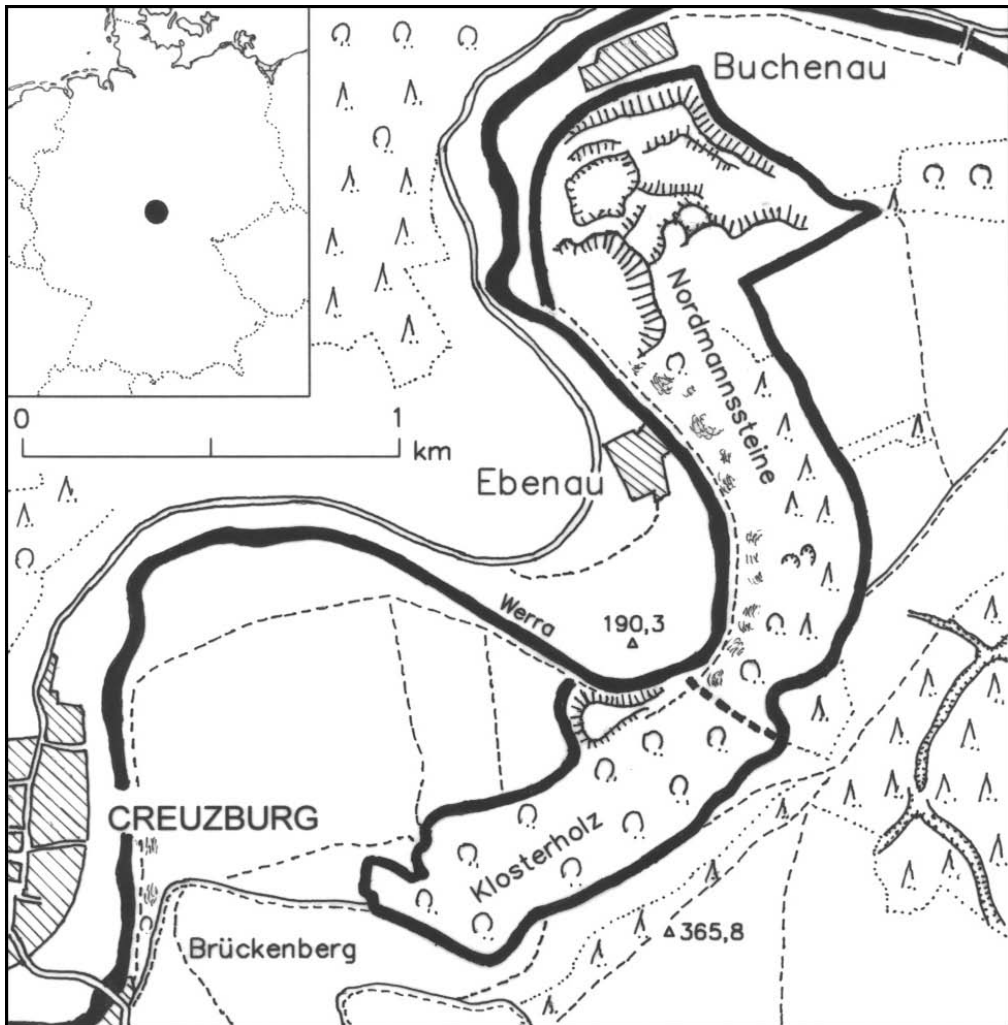 Buchenau
Nordmannssteine
0
1
km
Ebenau
Werra
190,3
CREUZBURG
Klosterholz
Brückenberg
365,8